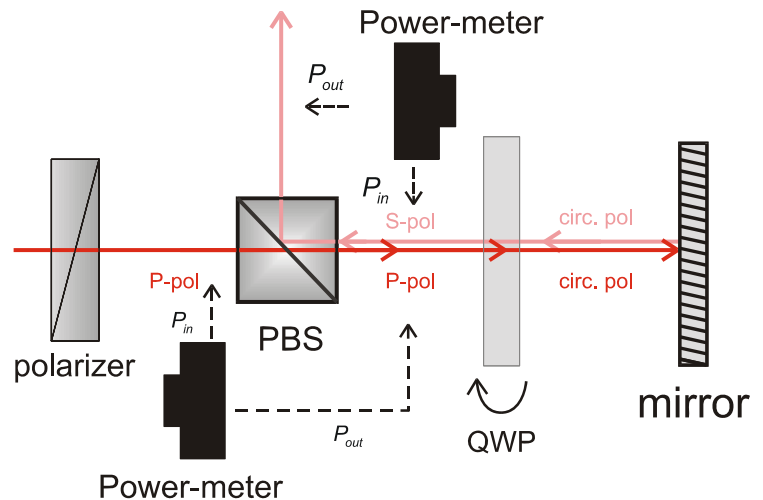 Power-meter
P_out
P_in
S-pol
circ. pol
P-pol
P-pol
circ. pol
P_in
PBS
polarizer
mirror
P_out
QWP
Power-meter